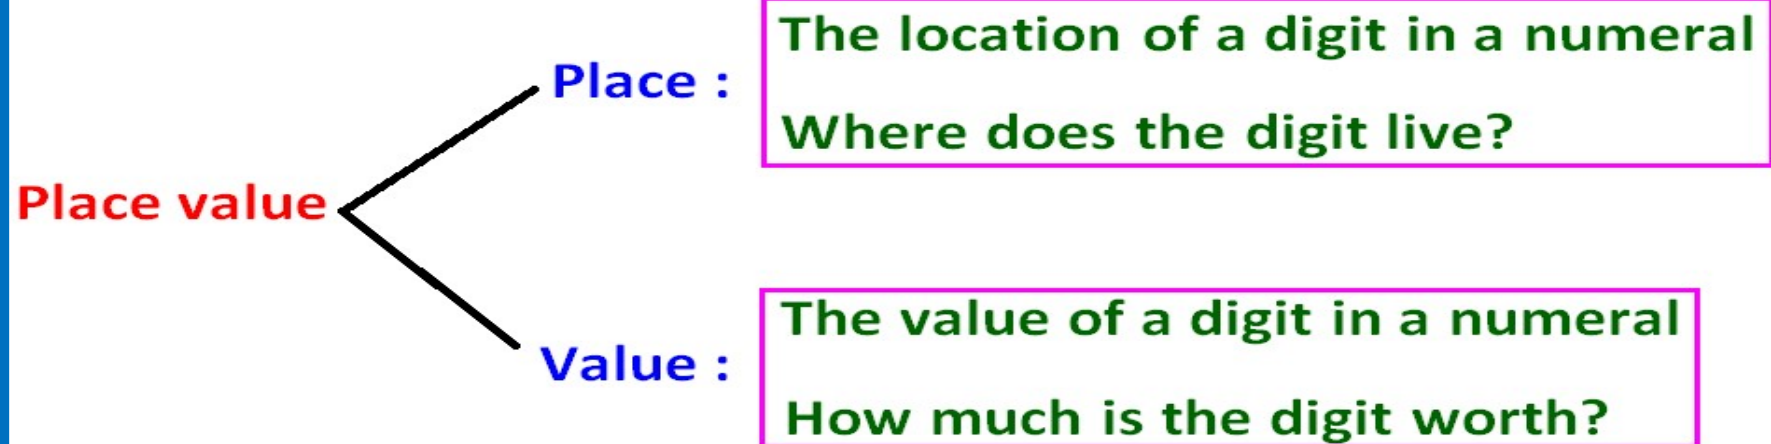 The location of a digit in a numeral
Place :
Where does the digit live?
Place value
The value of a digit in a numeral
Value :
How much is the digit worth?